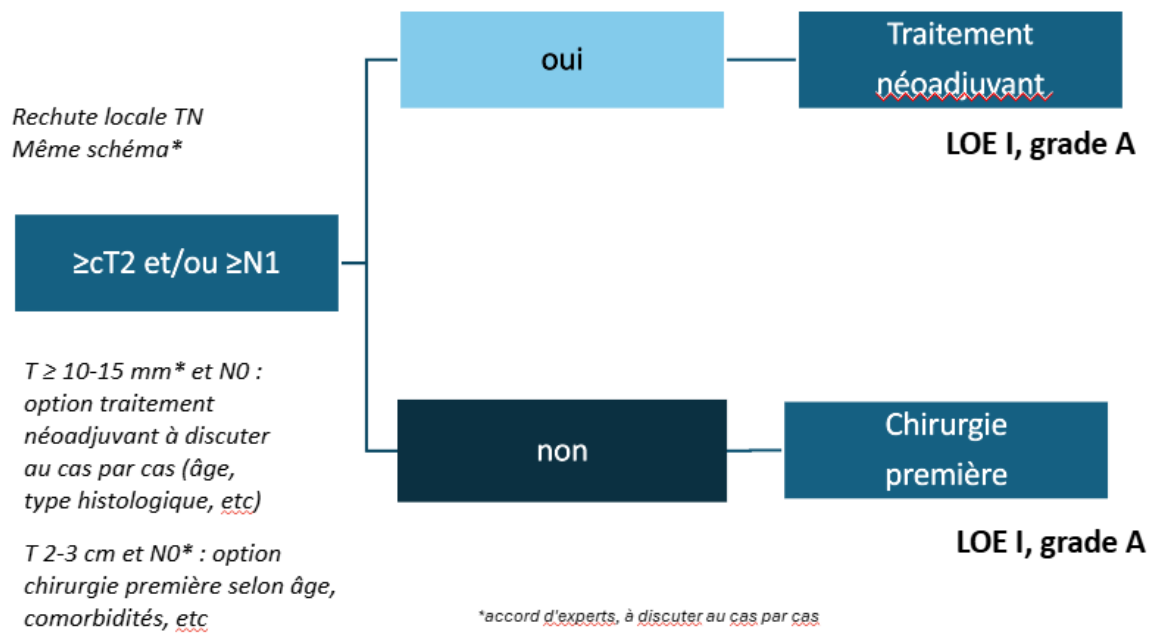 oui
Traitement
néoadjuvant
LOE I, grade A
Rechute locale TN
Même schéma*
≥cT2 et/ou ≥N1
T ≥ 10-15 mm* et N0 :
option traitement
néoadjuvant à discuter
au cas par cas (âge,
type histologique, etc)
T 2-3 cm et N0* : option
chirurgie première selon âge,
comorbidités, etc
non
Chirurgie
première
LOE I, grade A
*accord d'experts, à discuter au cas par cas